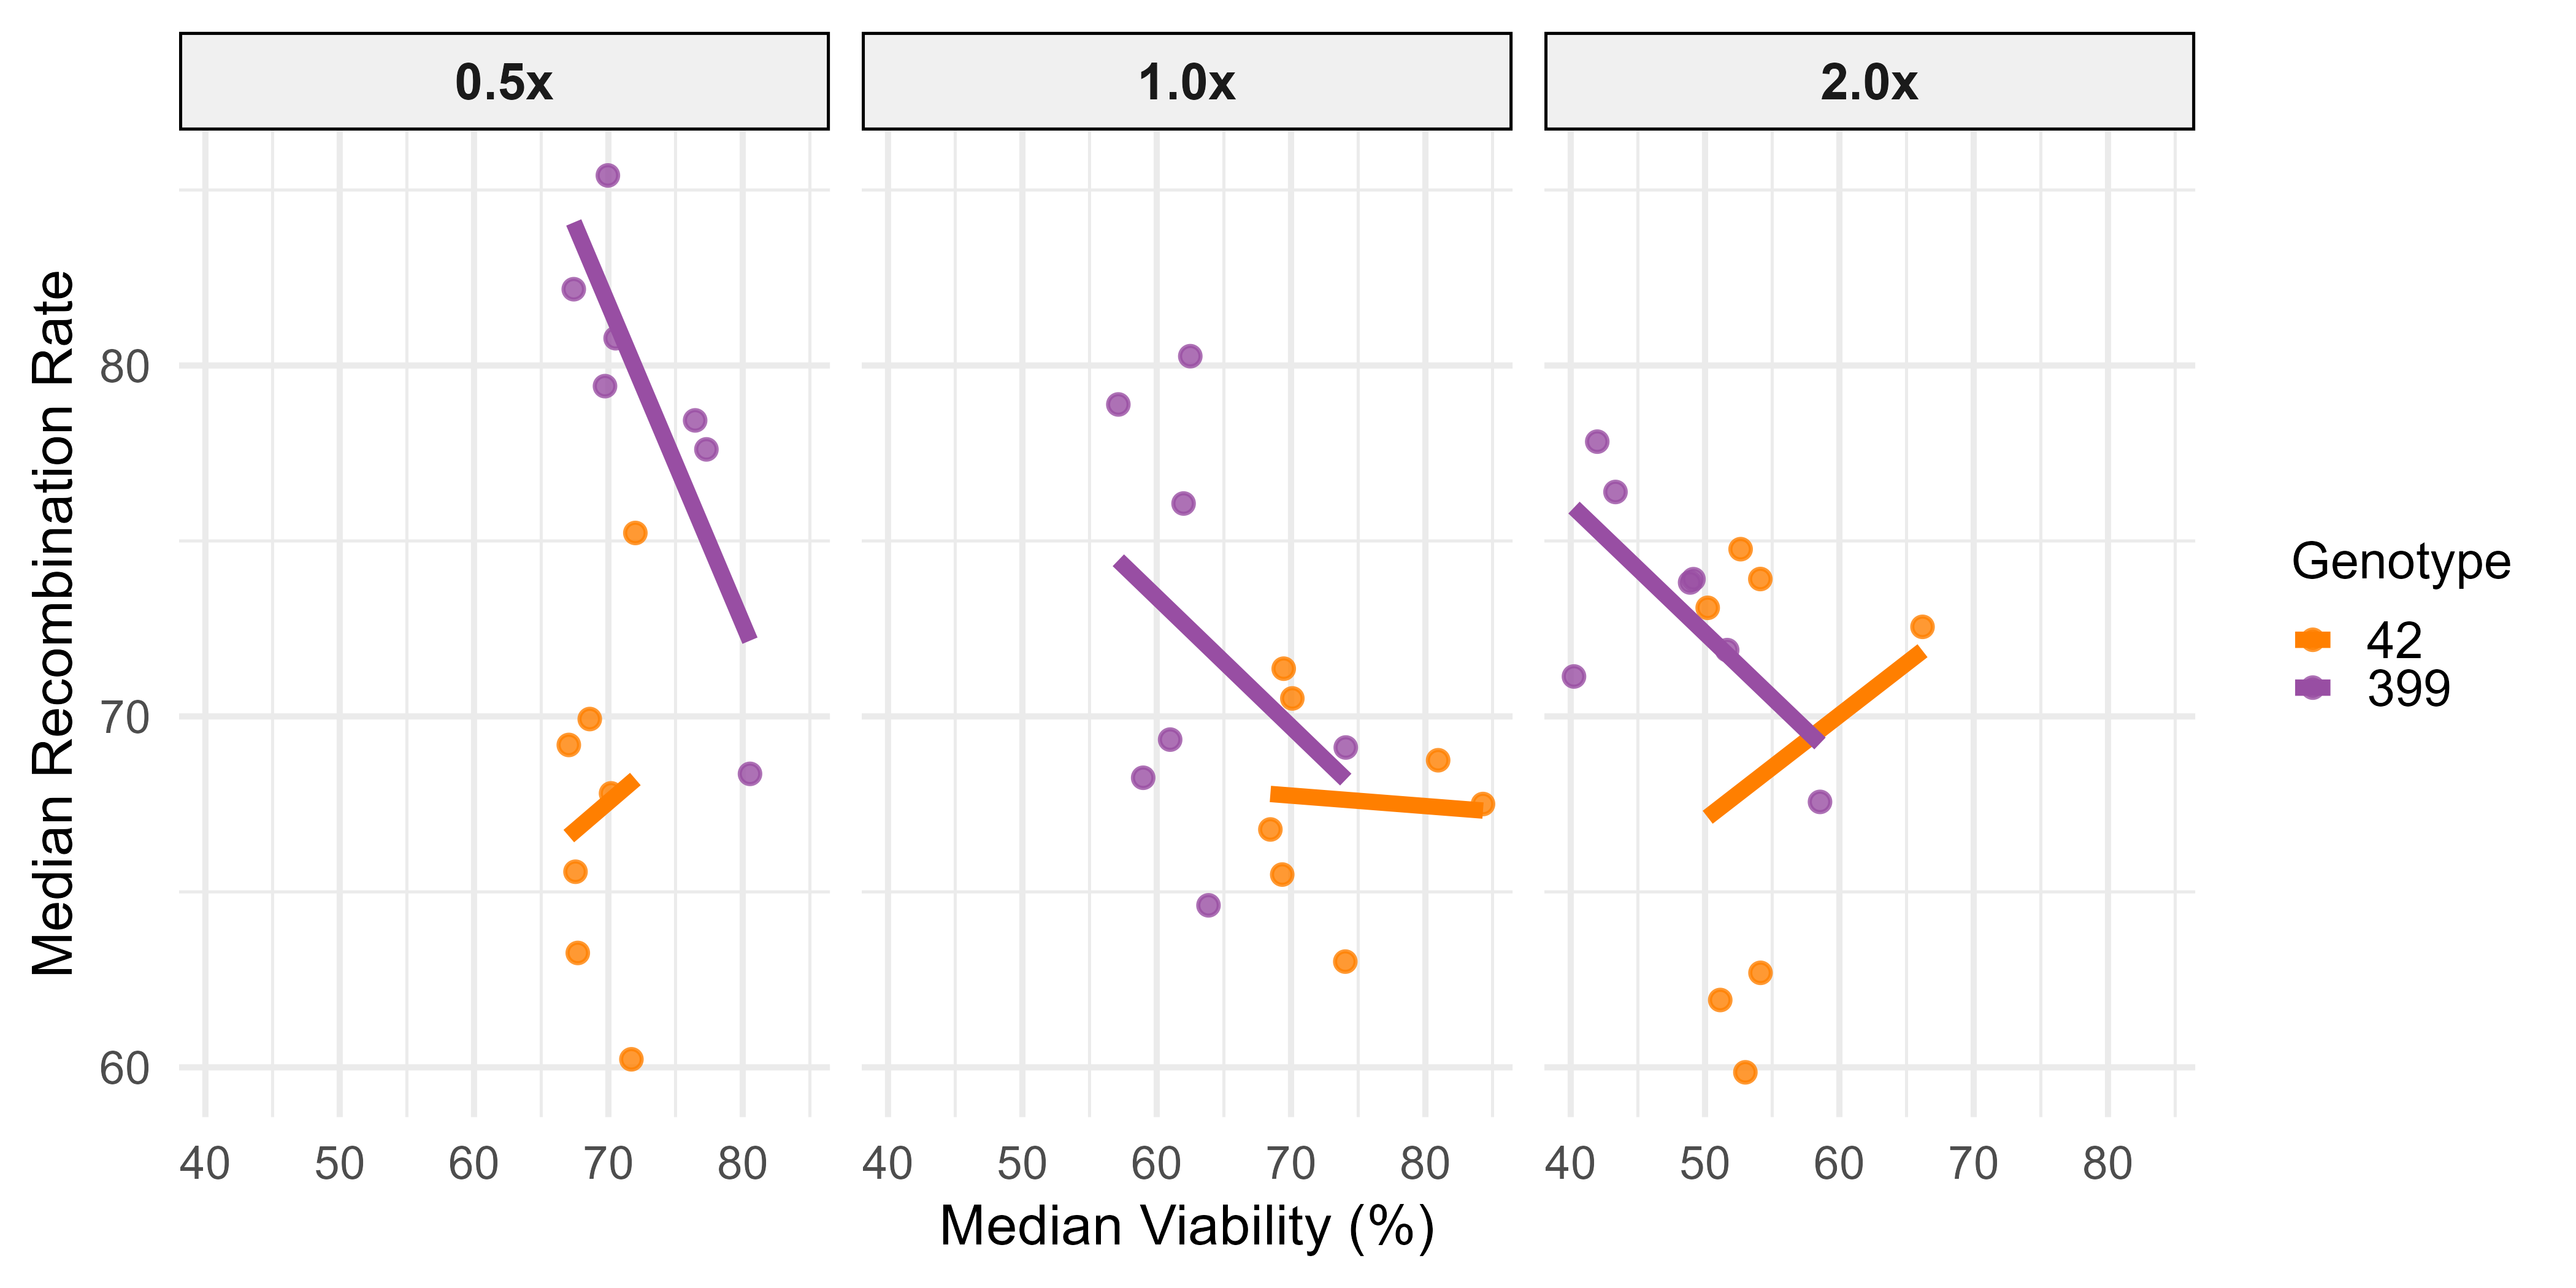 0.5x
1.0x
2.0x
Median Recombination Rate
80
70
60
40 50 60 70 80
40 50 60 70 80
40 50 60 70 80
Median Viability (%)
Genotype
42
399